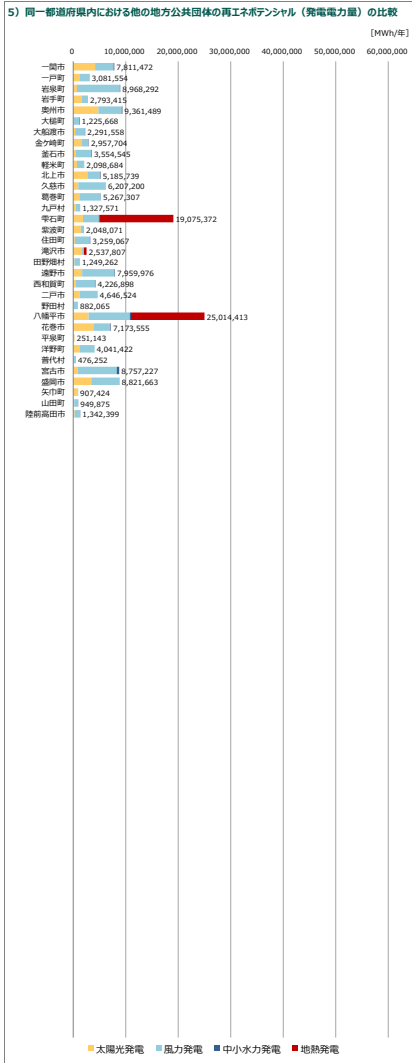 5）同一都道府県内における他の地方公共団体の再エネポテンシャル（発電電力量）の比較
[MWh/年]
0 10,000,000 20,000,000 30,000,000 40,000,000 50,000,000 60,000,000
一関市 7,811,472
一戸町 3,081,554
岩泉町 8,968,292
岩手町 2,793,415
奥州市 9,361,489
大槌町 1,225,668
大船渡市 2,291,558
金ケ崎町 2,957,704
釜石市 3,554,545
軽米町 2,098,684
北上市 5,185,739
久慈市 6,207,200
葛巻町 5,267,307
九戸村 1,327,571
雫石町 19,075,372
紫波町 2,048,071
住田町 3,259,067
滝沢市 2,537,807
田野畑村 1,249,262
遠野市 7,959,976
西和賀町 4,226,898
二戸市 4,646,524
野田村 882,065
八幡平市 25,014,413
花巻市 7,173,555
平泉町 251,143
洋野町 4,041,422
普代村 476,252
宮古市 8,757,227
盛岡市 8,821,663
矢巾町 907,424
山田町 949,875
陸前高田市 1,342,399
太陽光発電 風力発電 中小水力発電 地熱発電